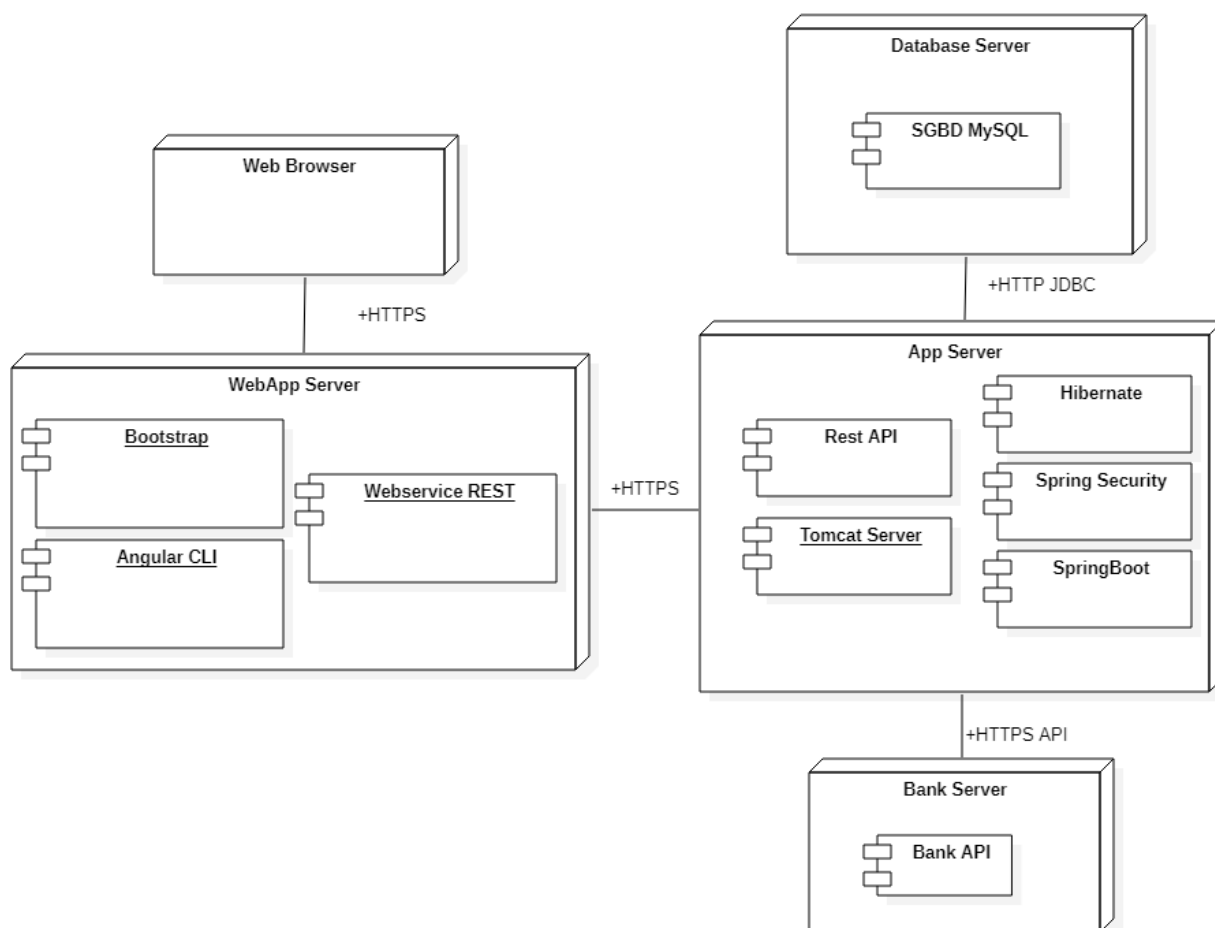 Database Server
SGBD MySQL
Web Browser
+HTTP JDBC
+HTTPS
App Server
WebApp Server
Hibernate
Bootstrap
Rest API
Webservice REST
Spring Security
+HTTPS
Tomcat Server
Angular CLI
SpringBoot
+HTTPS API
Bank Server
Bank API